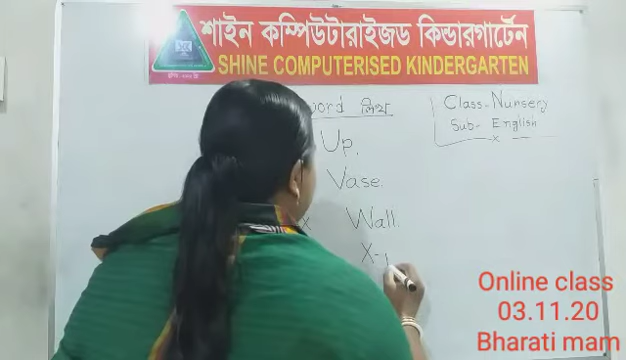 শাইন কম্পিউটারাইজড কিন্ডারগার্টেন
SHINE COMPUTERISED KINDERGARTEN
word লিখ
Class-Nursery
Sub- English
x
Up,
Vase
x Wall.
X-
Online class
03.11.20
Bharati mam